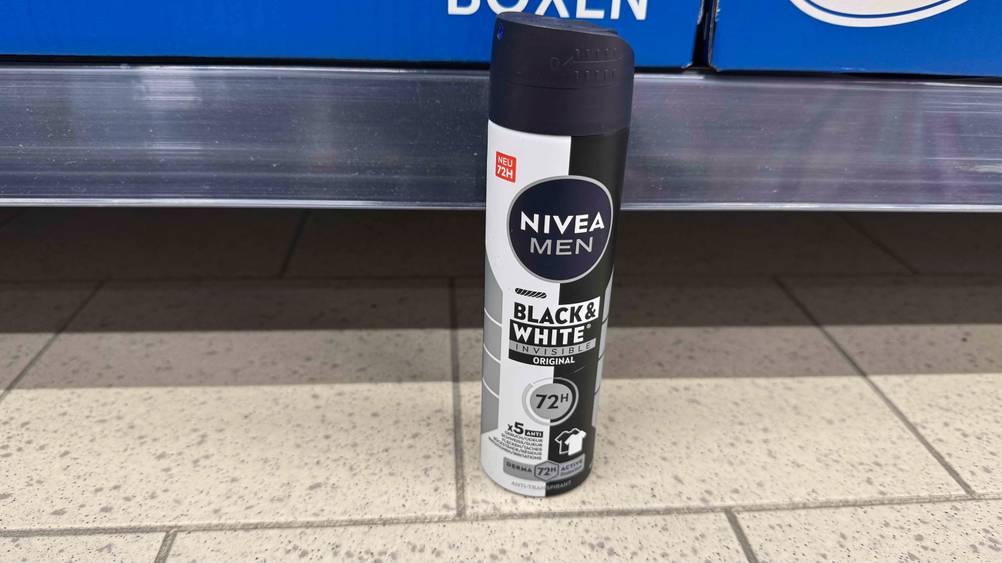 BOXEN
NEU
72H
NIVEA
MEN
BLACK&
WHITE®
INVISIBLE
ORIGINAL
72H
x5 ANTI
DERMA 72H ACTIVE
ANTI-TRANSPIRANT